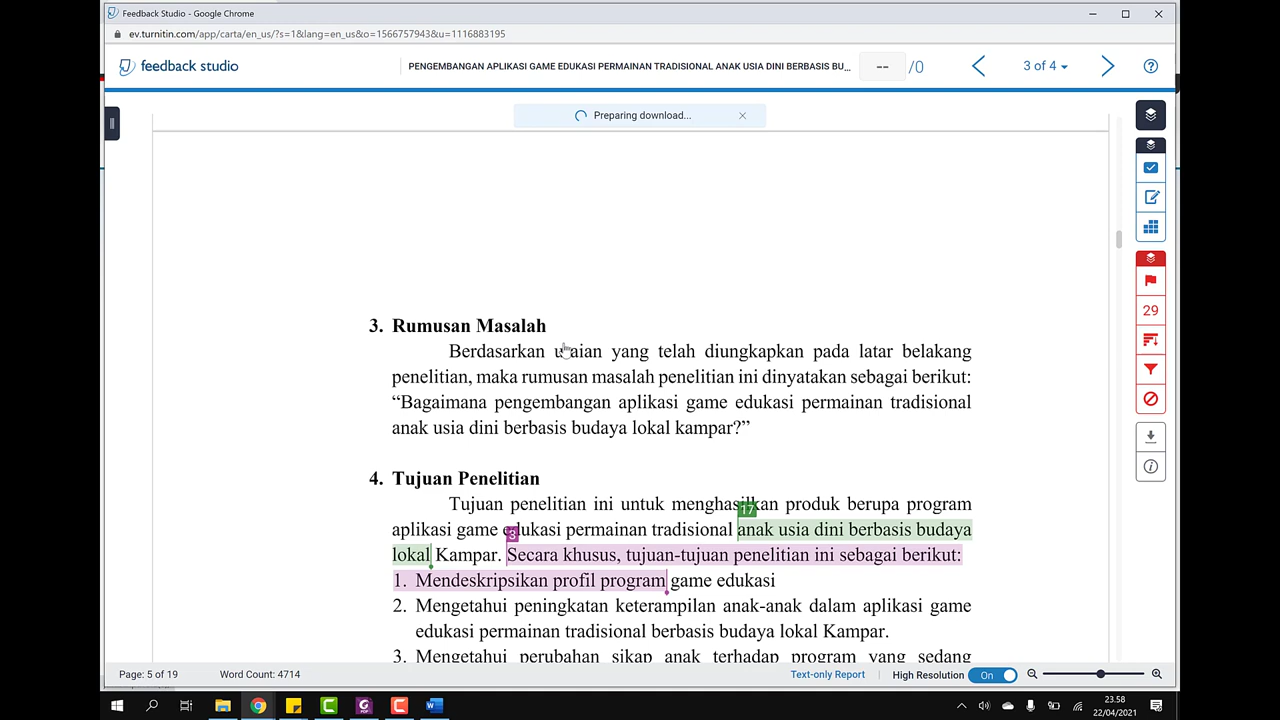 Feedback Studio - Google Chrome
ev.turnitin.com/app/carta/en_us/?s=1&lang=en_us&o=1566757943&u=1116883195
feedback studio
PENGEMBANGAN APLIKASI GAME EDUKASI PERMAINAN TRADISIONAL ANAK USIA DINI BERBASIS BU...
-- /0
3 of 4
Preparing download...
29
3. Rumusan Masalah
Berdasarkan uraian yang telah diungkapkan pada latar belakang
penelitian, maka rumusan masalah penelitian ini dinyatakan sebagai berikut:
“Bagaimana pengembangan aplikasi game edukasi permainan tradisional
anak usia dini berbasis budaya lokal kampar?”
4. Tujuan Penelitian
Tujuan penelitian ini untuk menghasilkan produk berupa program
17
aplikasi game edukasi permainan tradisional anak usia dini berbasis budaya
3
lokal Kampar. Secara khusus, tujuan-tujuan penelitian ini sebagai berikut:
1. Mendeskripsikan profil program game edukasi
2. Mengetahui peningkatan keterampilan anak-anak dalam aplikasi game
edukasi permainan tradisional berbasis budaya lokal Kampar.
3. Mengetahui perubahan sikap anak terhadap program yang sedang
Page: 5 of 19
Word Count: 4714
Text-only Report
High Resolution
On
23.58
22/04/2021